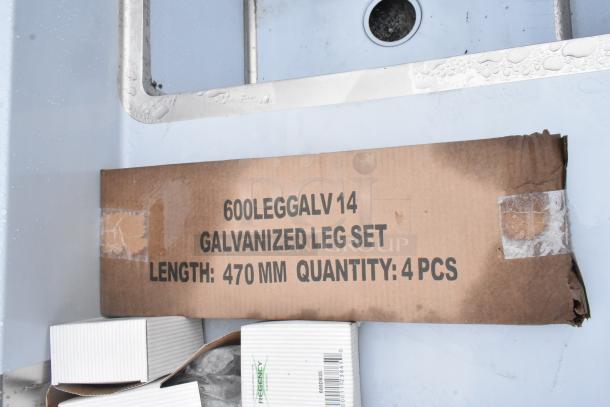 600LEGGALV 14
GALVANIZED LEG SET
LENGTH: 470 MM QUANTITY: 4 PCS
REGENCY